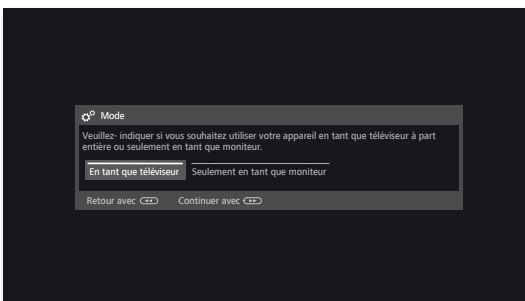 Mode
Veuillez- indiquer si vous souhaitez utiliser votre appareil en tant que téléviseur à part
entière ou seulement en tant que moniteur.
En tant que téléviseur Seulement en tant que moniteur
Retour avec Continuer avec